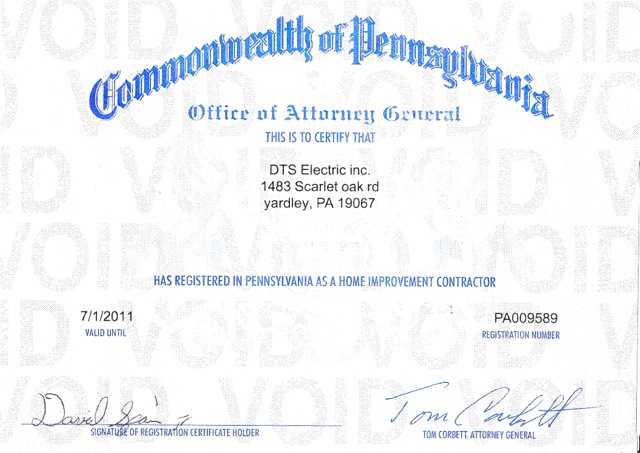 Commonwealth of Pennsylvania
Office of Attorney General
THIS IS TO CERTIFY THAT
DTS Electric inc.
1483 Scarlet oak rd
yardley, PA 19067
HAS REGISTERED IN PENNSYLVANIA AS A HOME IMPROVEMENT CONTRACTOR
7/1/2011
VALID UNTIL
PA009589
REGISTRATION NUMBER
David
SIGNATURE OF REGISTRATION CERTIFICATE HOLDER
Tom Corbett
TOM CORBETT, ATTORNEY GENERAL
VOID